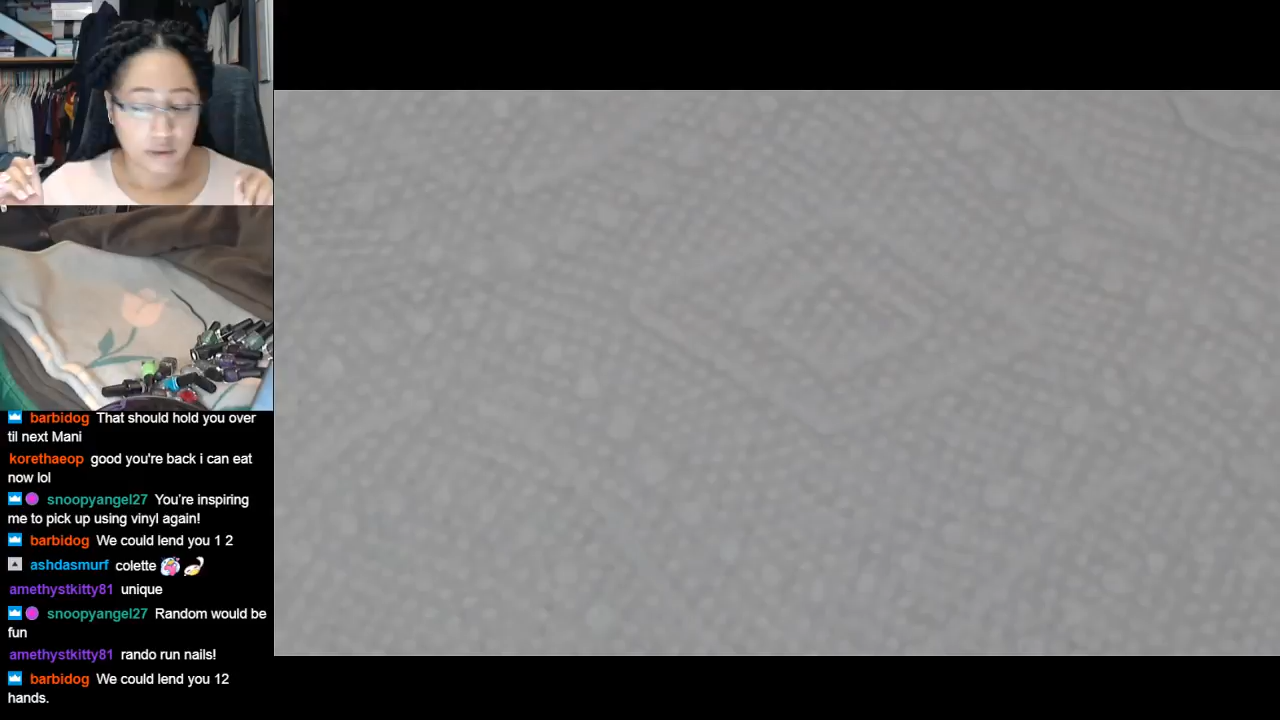 barbidog That should hold you over
til next Mani
korethaeop good you're back i can eat
now lol
snoopyangel27 You're inspiring
me to pick up using vinyl again!
barbidog We could lend you 1 2
ashdasmurf colette
amethystkitty81 unique
snoopyangel27 Random would be
fun
amethystkitty81 rando run nails!
barbidog We could lend you 12
hands.